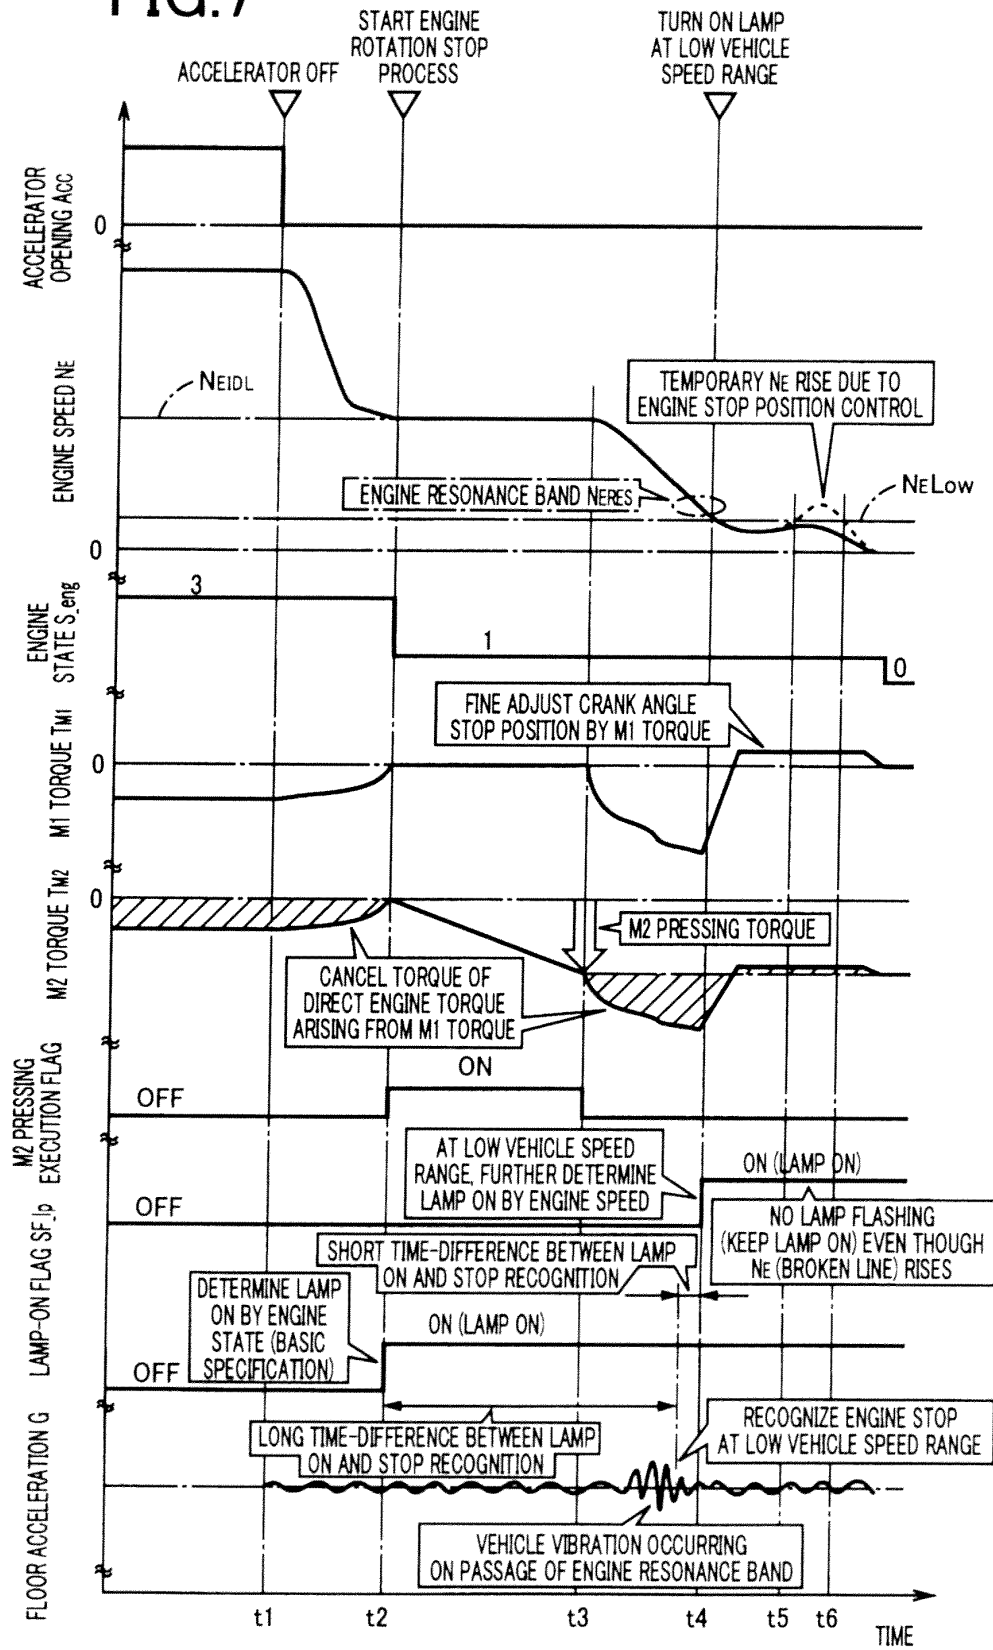 FIG.7
START ENGINE
ROTATION STOP
PROCESS
TURN ON LAMP
AT LOW VEHICLE
SPEED RANGE
ACCELERATOR OFF
ACCELERATOR
OPENING ACC
0
ENGINE SPEED NE
NEIDL
TEMPORARY NE RISE DUE TO
ENGINE STOP POSITION CONTROL
ENGINE RESONANCE BAND NERES
NELOW
0
ENGINE
STATE S_eng
3
1
0
FINE ADJUST CRANK ANGLE
STOP POSITION BY M1 TORQUE
M1 TORQUE TM1
0
M2 TORQUE TM2
0
M2 PRESSING TORQUE
CANCEL TORQUE OF
DIRECT ENGINE TORQUE
ARISING FROM M1 TORQUE
M2 PRESSING
EXECUTION FLAG
OFF
ON
AT LOW VEHICLE SPEED
RANGE, FURTHER DETERMINE
LAMP ON BY ENGINE SPEED
ON (LAMP ON)
LAMP-ON FLAG SF_lp
OFF
NO LAMP FLASHING
(KEEP LAMP ON) EVEN THOUGH
NE (BROKEN LINE) RISES
SHORT TIME-DIFFERENCE BETWEEN LAMP
ON AND STOP RECOGNITION
DETERMINE LAMP
ON BY ENGINE
STATE (BASIC
SPECIFICATION)
ON (LAMP ON)
OFF
LONG TIME-DIFFERENCE BETWEEN LAMP
ON AND STOP RECOGNITION
RECOGNIZE ENGINE STOP
AT LOW VEHICLE SPEED RANGE
FLOOR ACCELERATION G
VEHICLE VIBRATION OCCURRING
ON PASSAGE OF ENGINE RESONANCE BAND
t1
t2
t3
t4
t5
t6
TIME